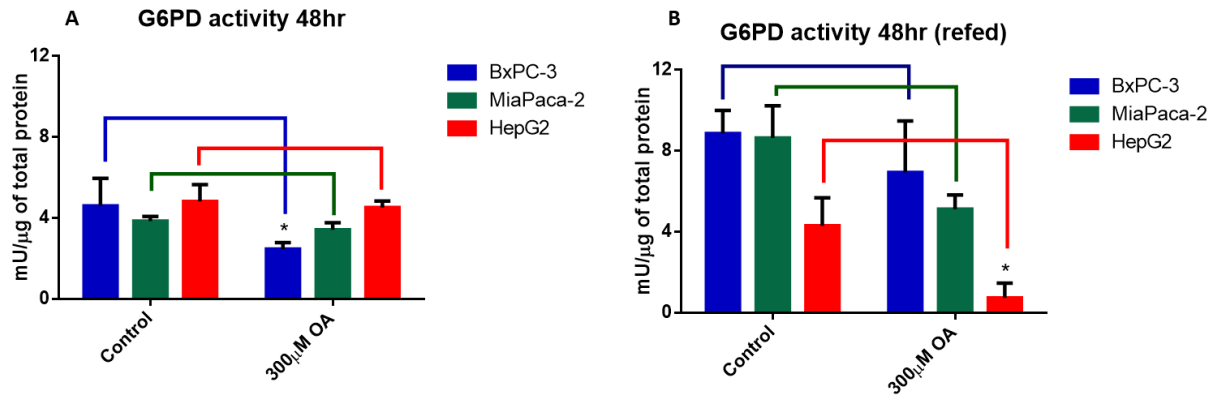 A
G6PD activity 48hr
mU/μg of total protein
12
8
4
0
*
Control
300μM OA
BxPC-3
MiaPaca-2
HepG2
B
G6PD activity 48hr (refed)
mU/μg of total protein
12
8
4
0
*
Control
300μM OA
BxPC-3
MiaPaca-2
HepG2